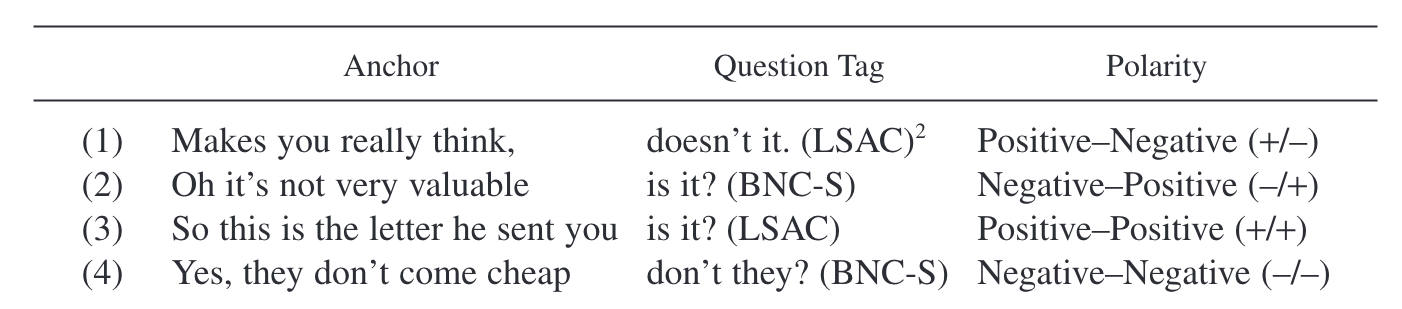 Anchor Question Tag Polarity
(1) Makes you really think, doesn’t it. (LSAC)² Positive–Negative (+/–)
(2) Oh it’s not very valuable is it? (BNC-S) Negative–Positive (–/+)
(3) So this is the letter he sent you is it? (LSAC) Positive–Positive (+/+)
(4) Yes, they don’t come cheap don’t they? (BNC-S) Negative–Negative (–/–)